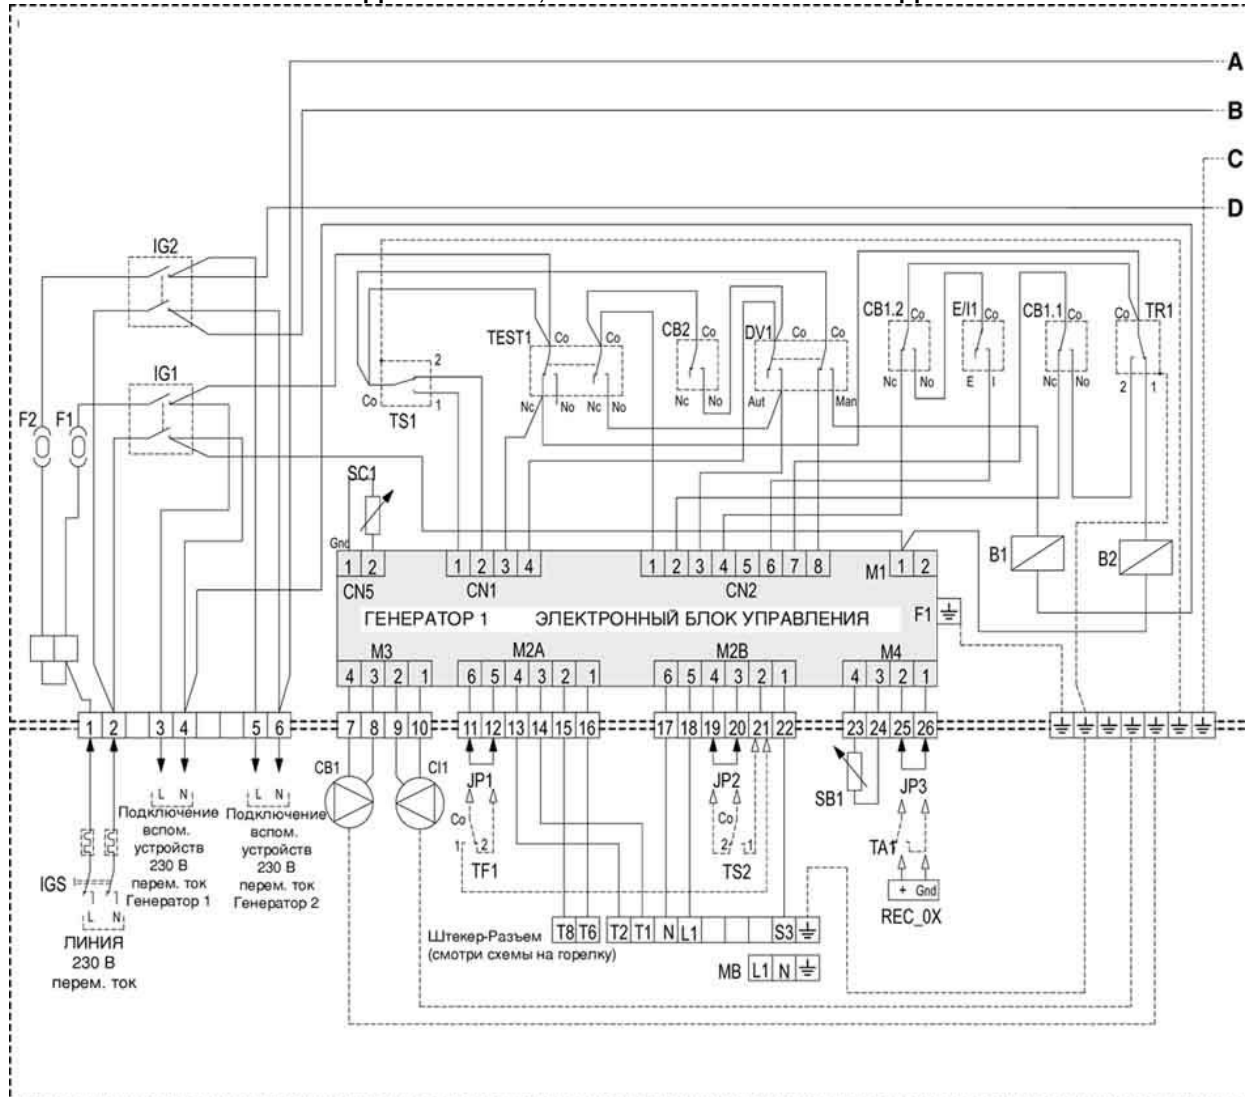 A
B
C
D
IG2
IG1
F2 F1
TEST1 Co Co
Nc No Nc No
CB2 Co
Nc No
DV1 Co Co
Aut Man
CB1.2 Co
Nc No
E/I1 Co
E I
CB1.1 Co
Nc No
Co TR1
2 1
2
Co 1
TS1
SC1
Gnd
1 2
CN5
1 2 3 4
CN1
1 2 3 4 5 6 7 8
CN2
M1 1 2
B1
B2
ГЕНЕРАТОР 1 ЭЛЕКТРОННЫЙ БЛОК УПРАВЛЕНИЯ
F1
M3
4 3 2 1
M2A
6 5 4 3 2 1
M2B
6 5 4 3 2 1
M4
4 3 2 1
1 2 3 4 5 6
7 8 9 10
11 12 13 14 15 16
17 18 19 20 21 22
23 24 25 26
CB1
CI1
JP1
Co
1 2
TF1
JP2
Co
2 1
TS2
SB1
JP3
TA1
+ Gnd
REC_0X
L N
Подключение
вспом.
устройств
230 В
перем. ток
Генератор 1
L N
Подключение
вспом.
устройств
230 В
перем. ток
Генератор 2
IGS
L N
ЛИНИЯ
230 В
перем. ток
Штекер-Разъем
(смотри схемы на горелку)
T8 T6
T2 T1 N L1 S3
MB L1 N